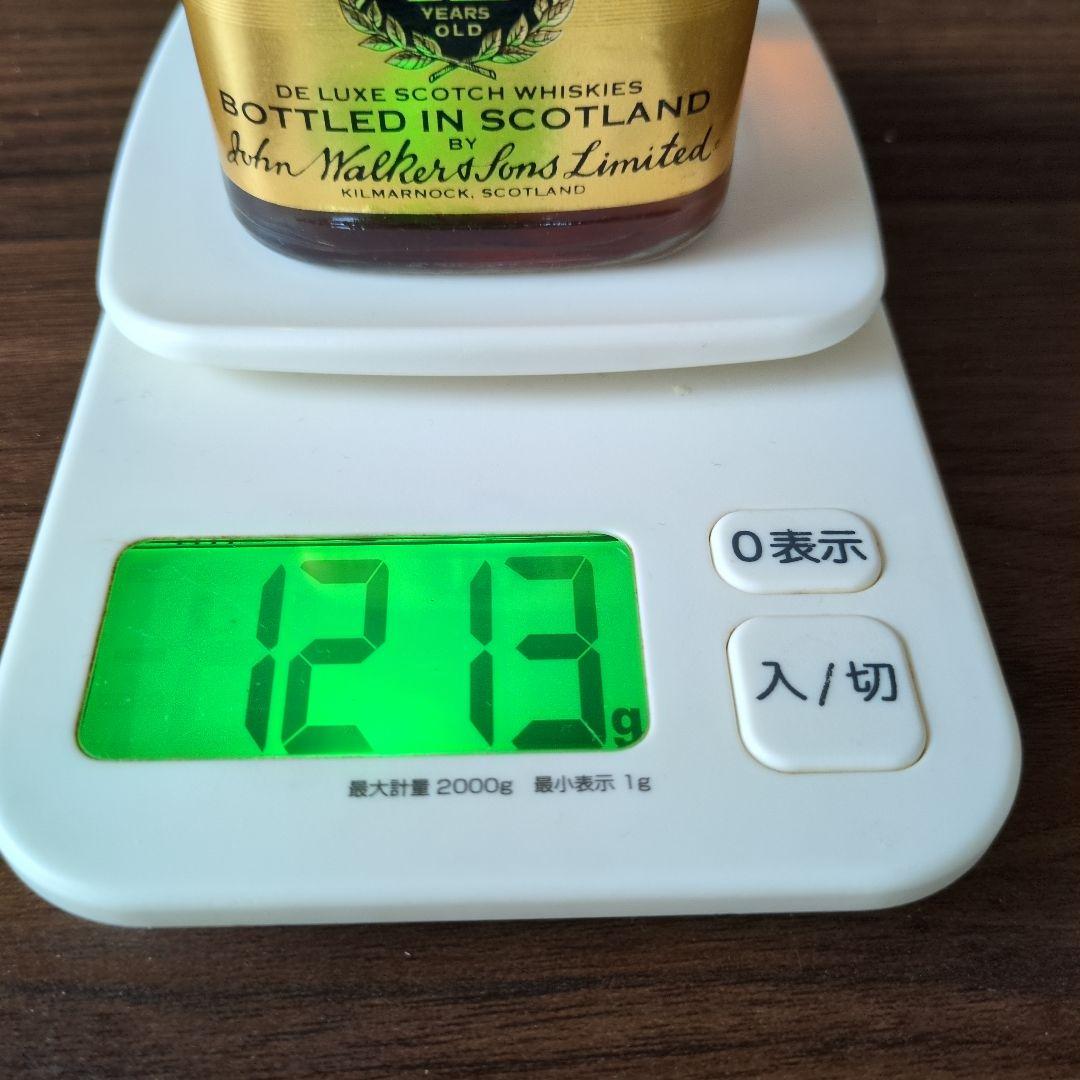 YEARS
OLD
DE LUXE SCOTCH WHISKIES
BOTTLED IN SCOTLAND
BY
John Walker & Sons Limited.
KILMARNOCK, SCOTLAND
0表示
入/切
1213g
最大計量 2000g 最小表示 1g